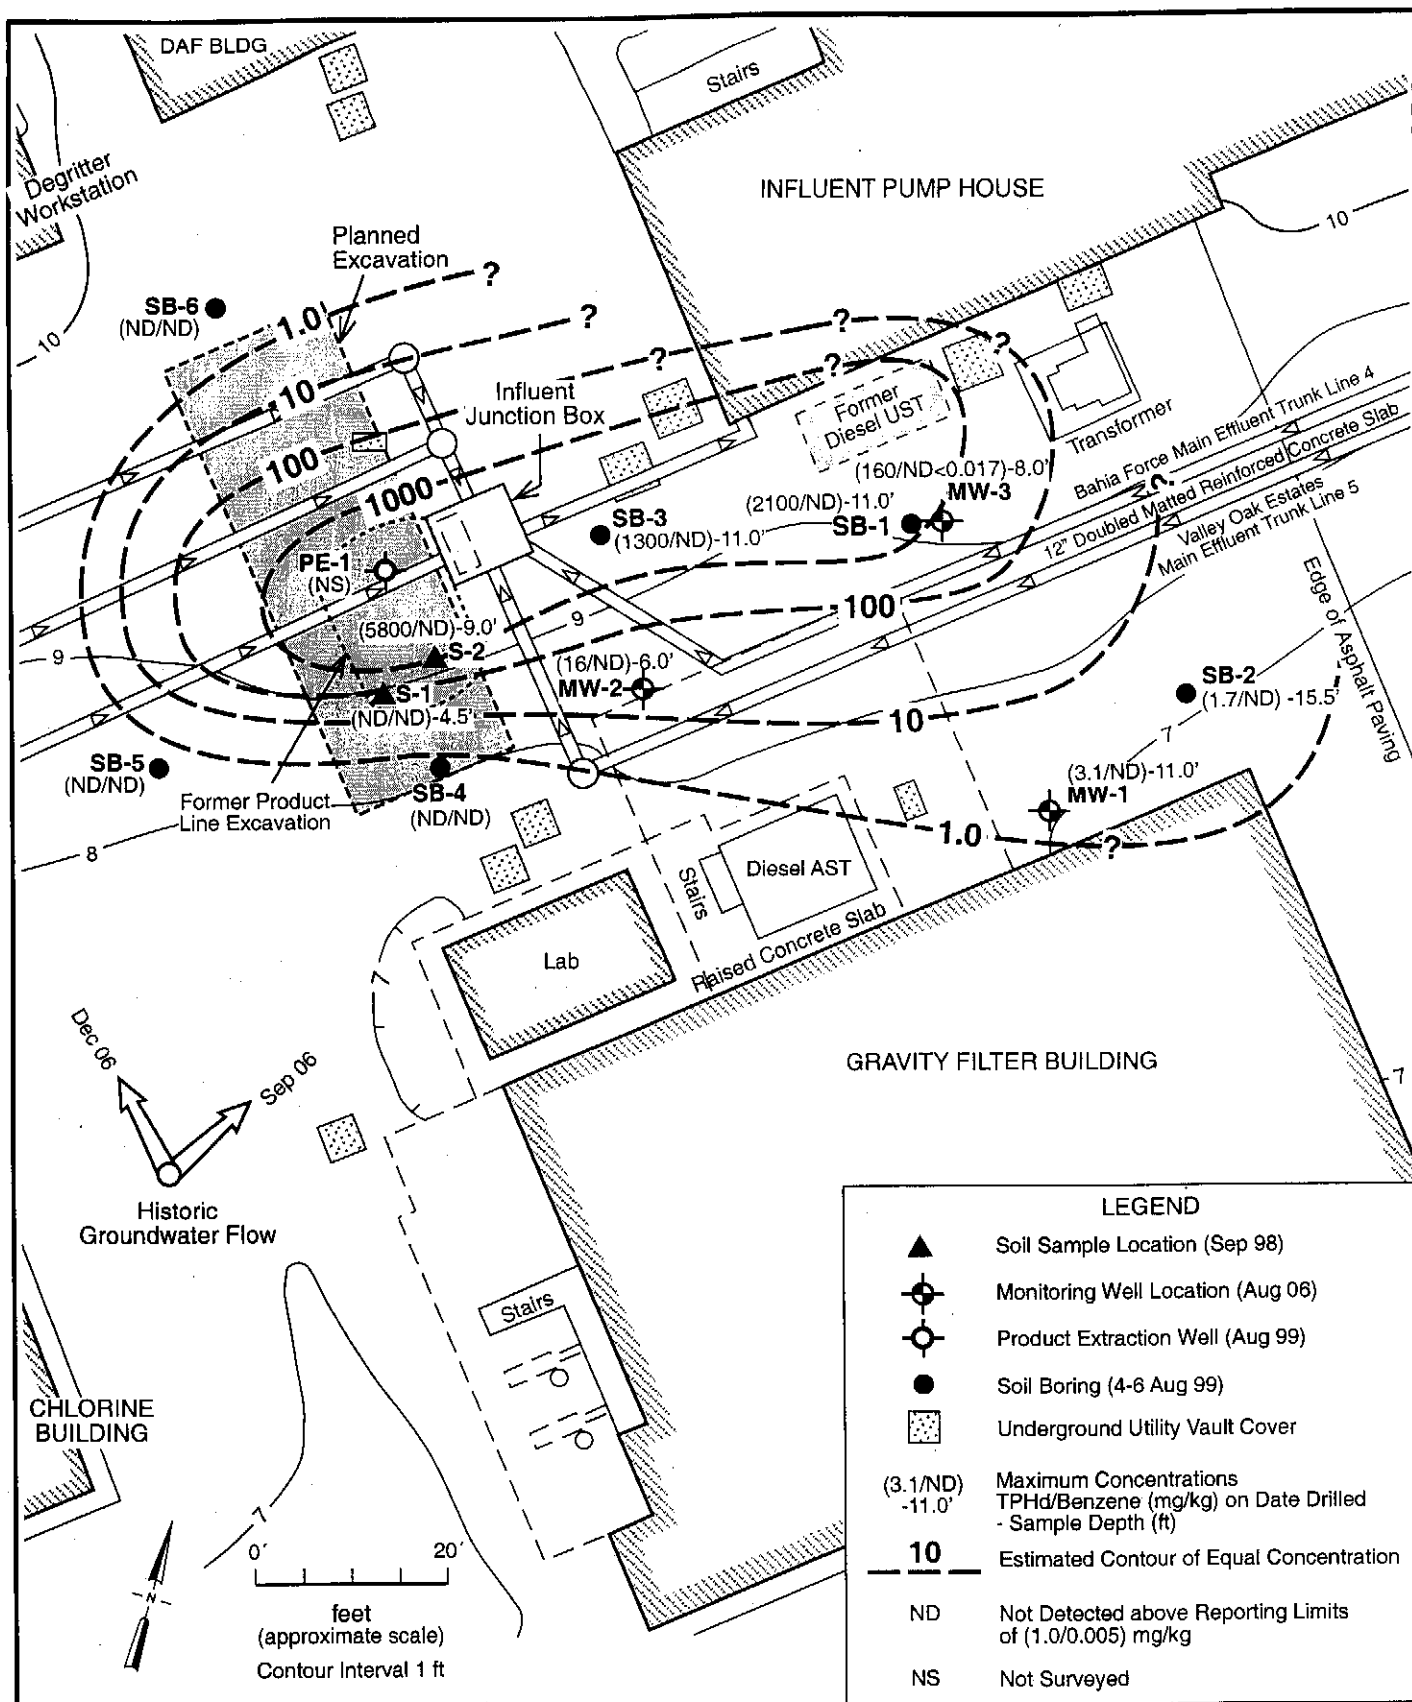 DAF BLDG
Stairs
Degritter
Workstation
INFLUENT PUMP HOUSE
10
Planned
Excavation
?
SB-6
(ND/ND)
1.0
?
?
?
10
10
?
?
Influent
Junction Box
Former
Diesel UST
Transformer
Bahia Force Main Effluent Trunk Line 4
12" Doubled Matted Reinforced Concrete Slab
Valley Oak Estates
Main Effluent Trunk Line 5
?
100
1000
(160/ND<0.017)-8.0'
MW-3
(2100/ND)-11.0'
SB-1
SB-3
(1300/ND)-11.0'
PE-1
(NS)
Edge of Asphalt Paving
100
9
(5800/ND)-9.0'
S-2
9
(16/ND)-6.0'
MW-2
S-1
(ND/ND)-4.5'
SB-2
(1.7/ND) -15.5'
10
7
SB-5
(ND/ND)
SB-4
(ND/ND)
Former Product
Line Excavation
(3.1/ND)-11.0'
MW-1
1.0
?
8
Diesel AST
Stairs
Raised Concrete Slab
Lab
7
Dec 06
Sep 06
Historic
Groundwater Flow
GRAVITY FILTER BUILDING
7
Stairs
CHLORINE
BUILDING
7
N
0'
20'
feet
(approximate scale)
Contour Interval 1 ft
LEGEND
Soil Sample Location (Sep 98)
Monitoring Well Location (Aug 06)
Product Extraction Well (Aug 99)
Soil Boring (4-6 Aug 99)
Underground Utility Vault Cover
(3.1/ND)
-11.0'
Maximum Concentrations
TPHd/Benzene (mg/kg) on Date Drilled
- Sample Depth (ft)
10
Estimated Contour of Equal Concentration
ND
Not Detected above Reporting Limits
of (1.0/0.005) mg/kg
NS
Not Surveyed